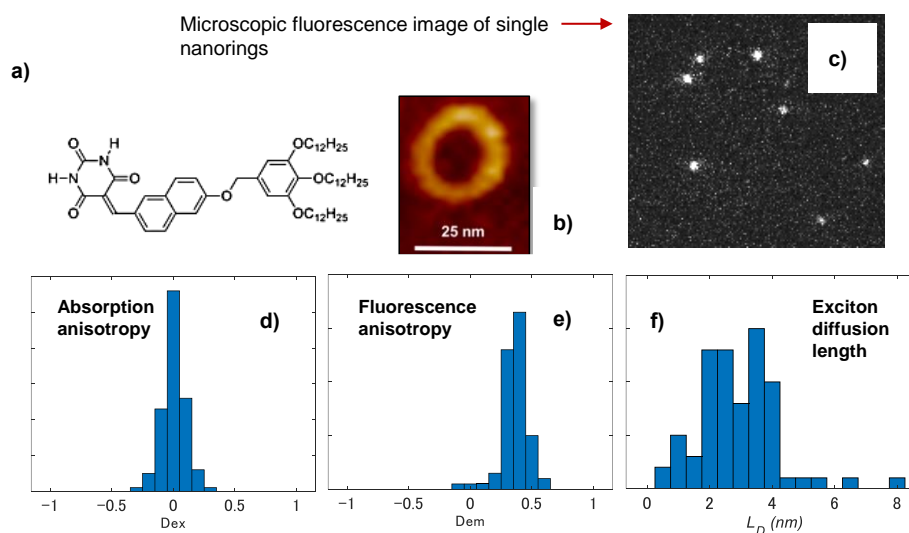 Microscopic fluorescence image of single
nanorings
a)
c)
H
O
N
OC12H25
H
N
O
O
OC12H25
O
OC12H25
25 nm
b)
Absorption
anisotropy
d)
Fluorescence
anisotropy
e)
f)
Exciton
diffusion
length
−1 −0.5 0 0.5 1
Dex
−1 −0.5 0 0.5 1
Dem
0 2 4 6 8
L_D (nm)